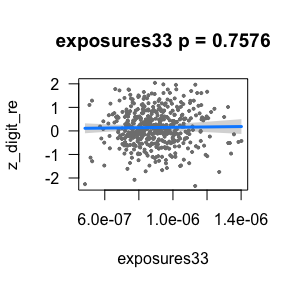 exposures33 p = 0.7576
z_digit_re
2
1
0
-1
-2
6.0e-07 1.0e-06 1.4e-06
exposures33